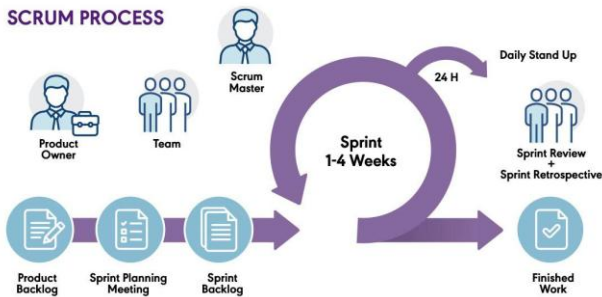 SCRUM PROCESS
Scrum
Master
Product
Owner
Team
Sprint
1-4 Weeks
24 H
Daily Stand Up
Sprint Review
+
Sprint Retrospective
Product
Backlog
Sprint Planning
Meeting
Sprint
Backlog
Finished
Work